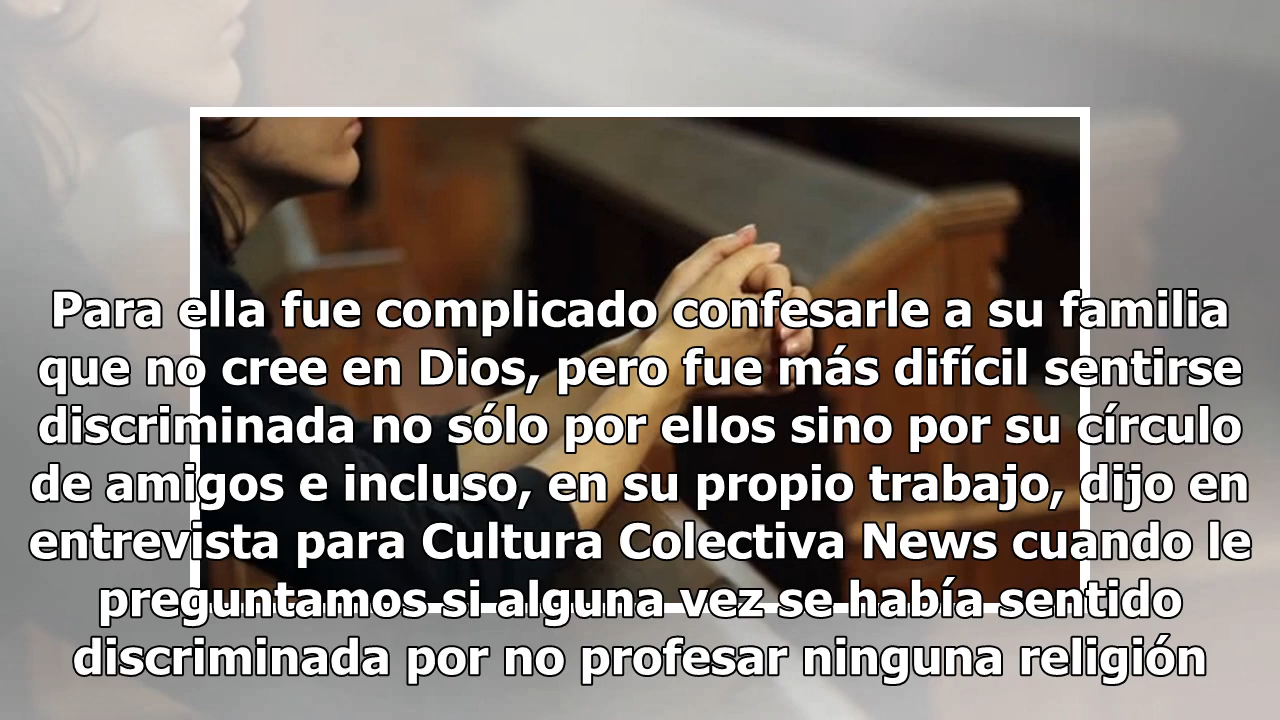 Para ella fue complicado confesarle a su familia
que no cree en Dios, pero fue más difícil sentirse
discriminada no sólo por ellos sino por su círculo
de amigos e incluso, en su propio trabajo, dijo en
entrevista para Cultura Colectiva News cuando le
preguntamos si alguna vez se había sentido
discriminada por no profesar ninguna religión